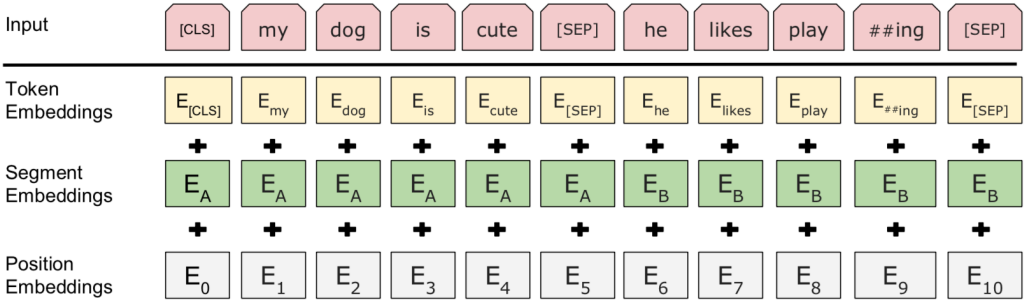 Input [CLS] my dog is cute [SEP] he likes play ##ing [SEP]
Token Embeddings E[CLS] Emy Edog Eis Ecute E[SEP] Ehe Elikes Eplay E##ing E[SEP]
+ + + + + + + + + + +
Segment Embeddings EA EA EA EA EA EA EB EB EB EB EB
+ + + + + + + + + + +
Position Embeddings E0 E1 E2 E3 E4 E5 E6 E7 E8 E9 E10